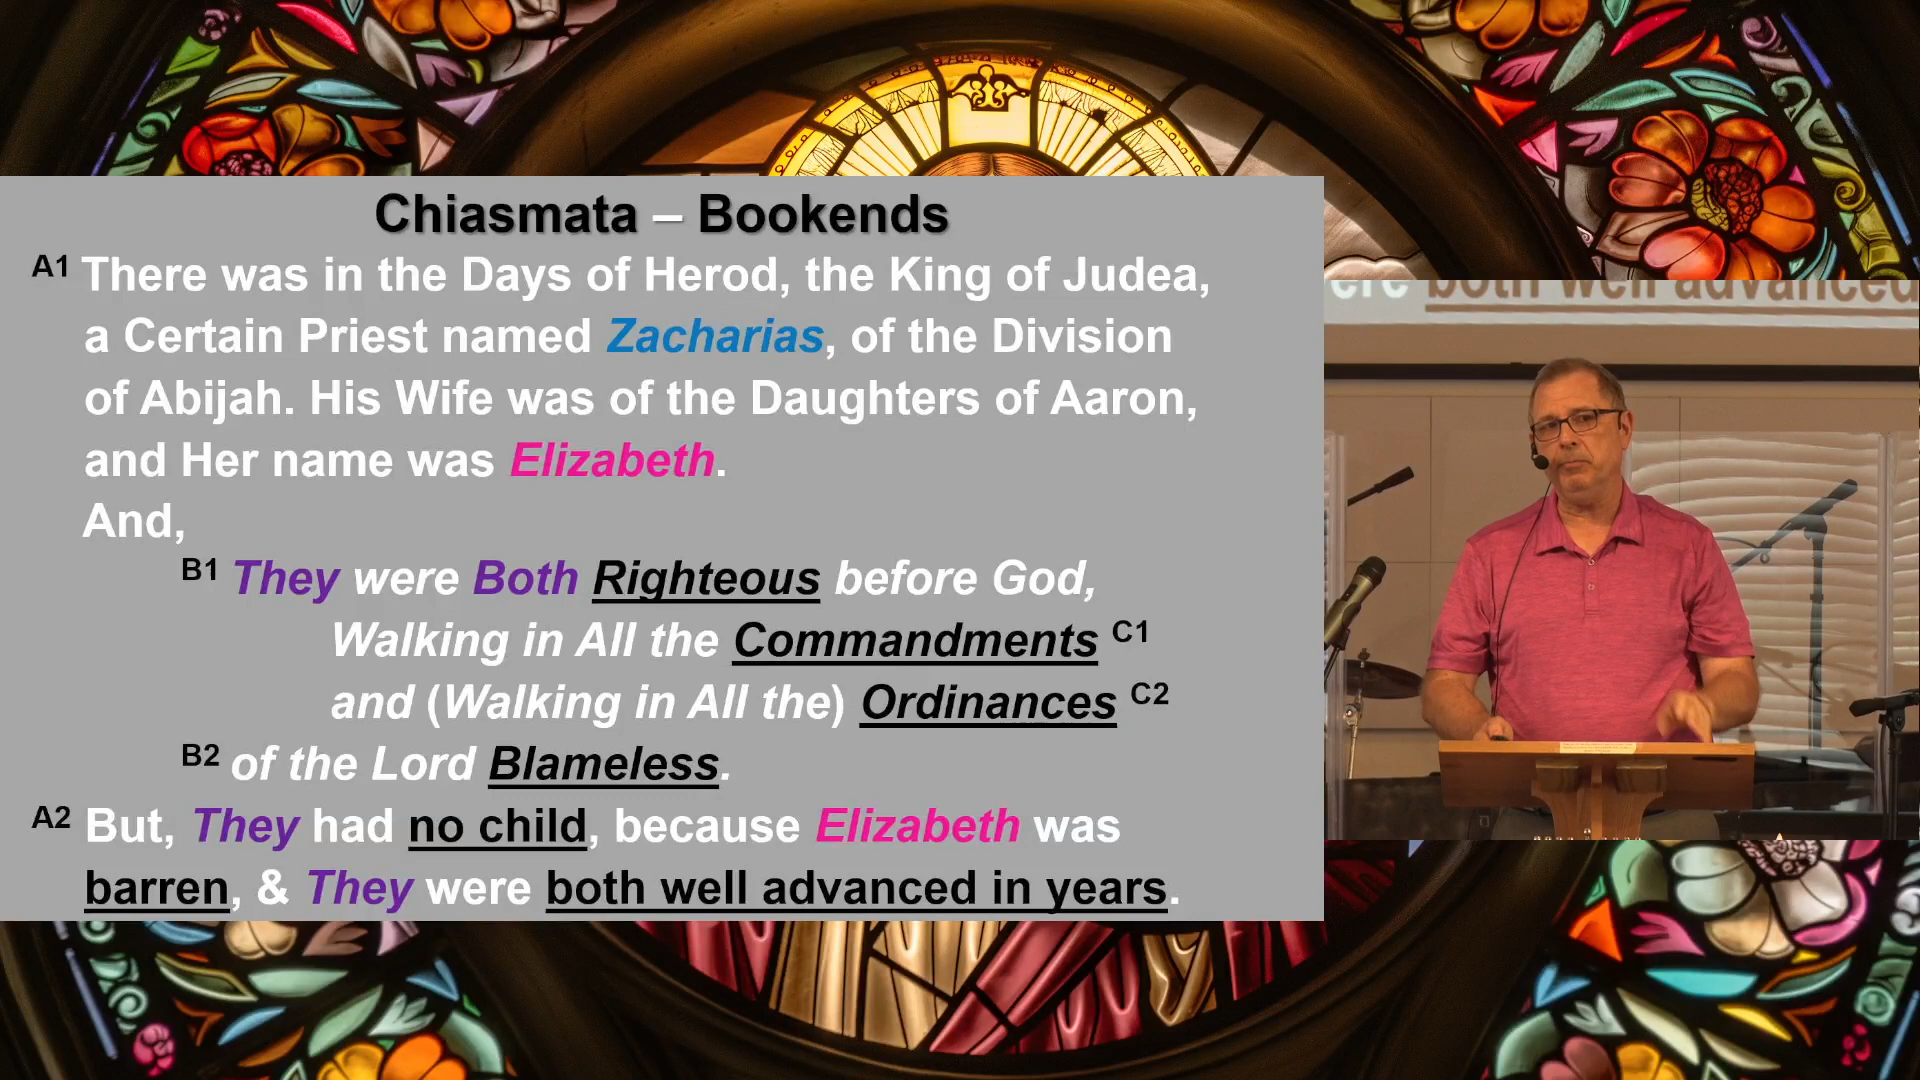 Chiasmata – Bookends
A1 There was in the Days of Herod, the King of Judea,
a Certain Priest named Zacharias, of the Division
of Abijah. His Wife was of the Daughters of Aaron,
and Her name was Elizabeth.
And,
B1 They were Both Righteous before God,
Walking in All the Commandments C1
and (Walking in All the) Ordinances C2
B2 of the Lord Blameless.
A2 But, They had no child, because Elizabeth was
barren, & They were both well advanced in years.
ere both well advanced